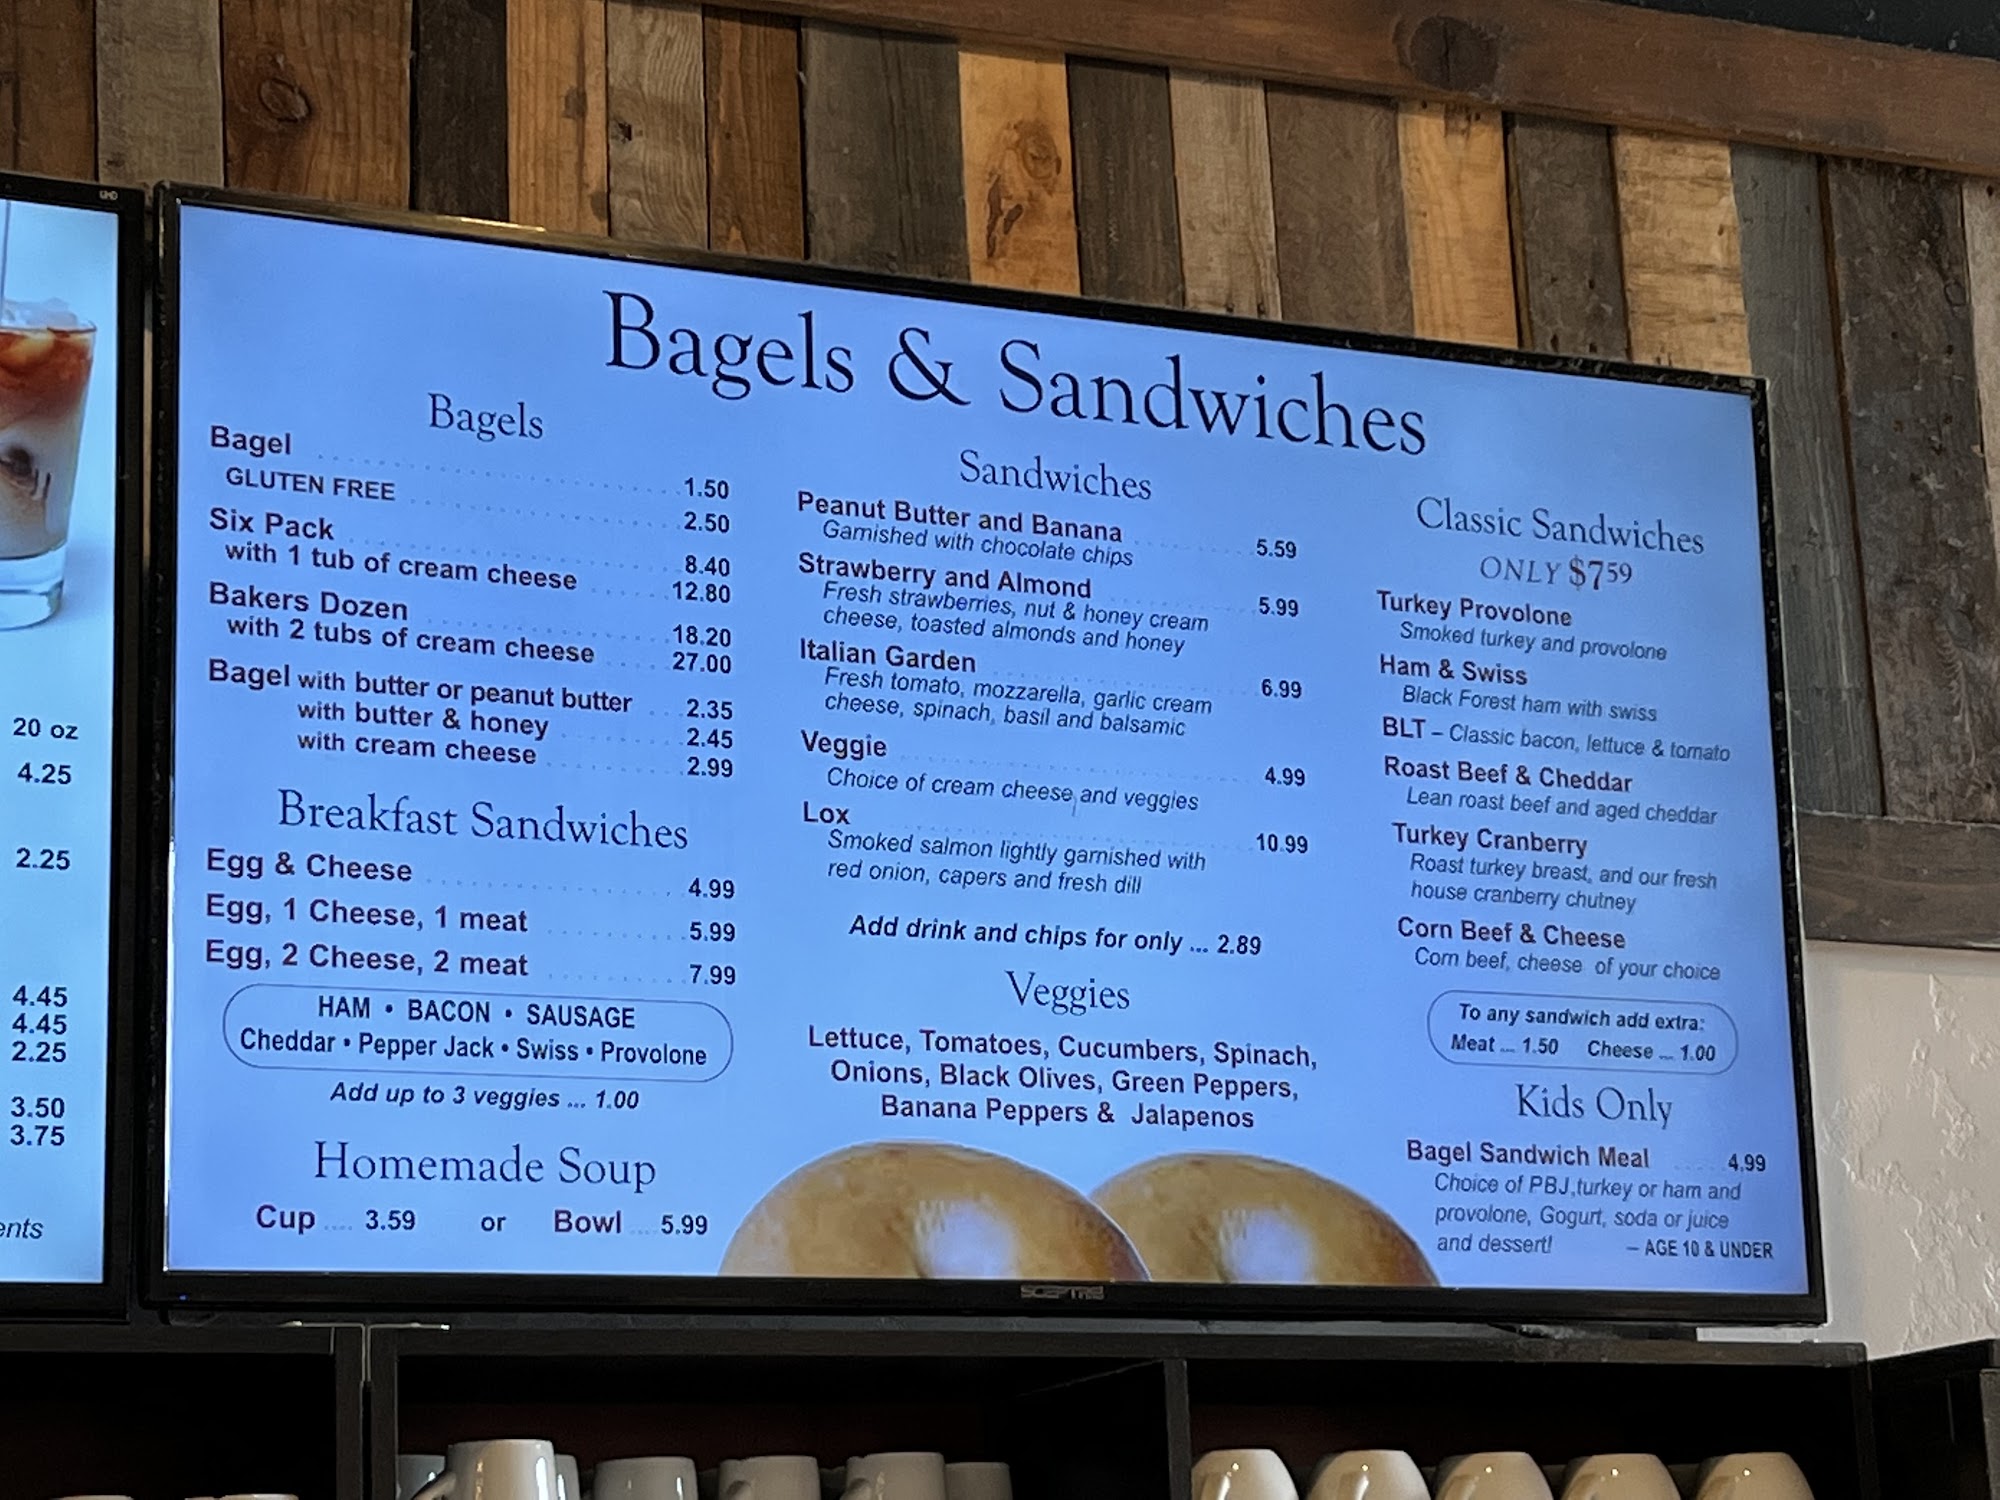 Bagels & Sandwiches
Bagels
Bagel 1.50
GLUTEN FREE 2.50
Six Pack 8.40
with 1 tub of cream cheese 12.80
Bakers Dozen 18.20
with 2 tubs of cream cheese 27.00
Bagel with butter or peanut butter 2.35
with butter & honey 2.45
with cream cheese 2.99
Breakfast Sandwiches
Egg & Cheese 4.99
Egg, 1 Cheese, 1 meat 5.99
Egg, 2 Cheese, 2 meat 7.99
HAM • BACON • SAUSAGE
Cheddar • Pepper Jack • Swiss • Provolone
Add up to 3 veggies ... 1.00
Homemade Soup
Cup .... 3.59 or Bowl .... 5.99
Sandwiches
Peanut Butter and Banana 5.59
Garnished with chocolate chips
Strawberry and Almond 5.99
Fresh strawberries, nut & honey cream
cheese, toasted almonds and honey
Italian Garden 6.99
Fresh tomato, mozzarella, garlic cream
cheese, spinach, basil and balsamic
Veggie 4.99
Choice of cream cheese and veggies
Lox 10.99
Smoked salmon lightly garnished with
red onion, capers and fresh dill
Add drink and chips for only ... 2.89
Veggies
Lettuce, Tomatoes, Cucumbers, Spinach,
Onions, Black Olives, Green Peppers,
Banana Peppers & Jalapenos
Classic Sandwiches
ONLY $7.59
Turkey Provolone
Smoked turkey and provolone
Ham & Swiss
Black Forest ham with swiss
BLT – Classic bacon, lettuce & tomato
Roast Beef & Cheddar
Lean roast beef and aged cheddar
Turkey Cranberry
Roast turkey breast, and our fresh
house cranberry chutney
Corn Beef & Cheese
Corn beef, cheese of your choice
To any sandwich add extra:
Meat ... 1.50 Cheese ... 1.00
Kids Only
Bagel Sandwich Meal 4.99
Choice of PBJ,turkey or ham and
provolone, Gogurt, soda or juice
and dessert! – AGE 10 & UNDER
SCEPTRE
UHD
20 oz
4.25
2.25
4.45
4.45
2.25
3.50
3.75
ents